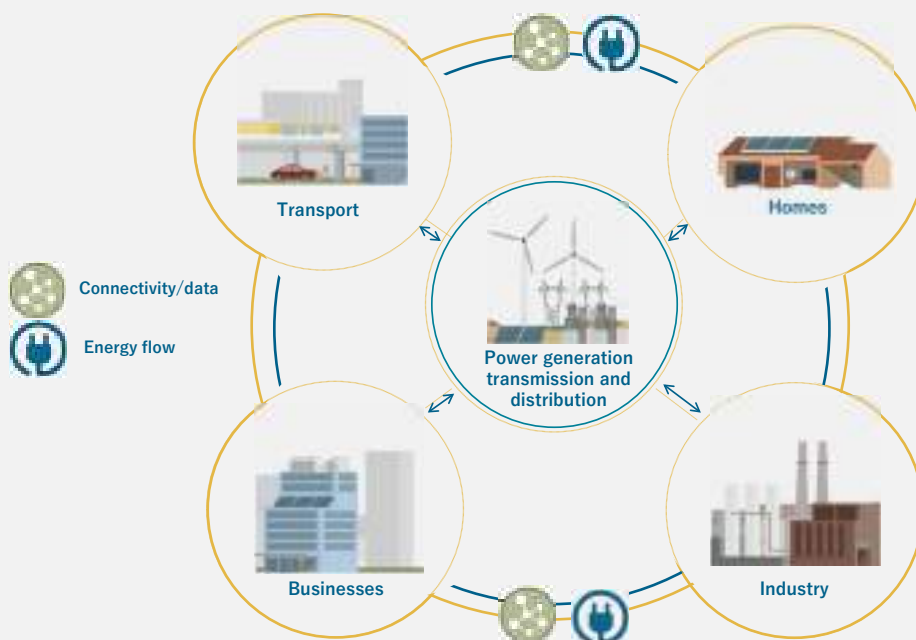 Transport
Homes
Connectivity/data
Energy flow
Power generation
transmission and
distribution
Businesses
Industry